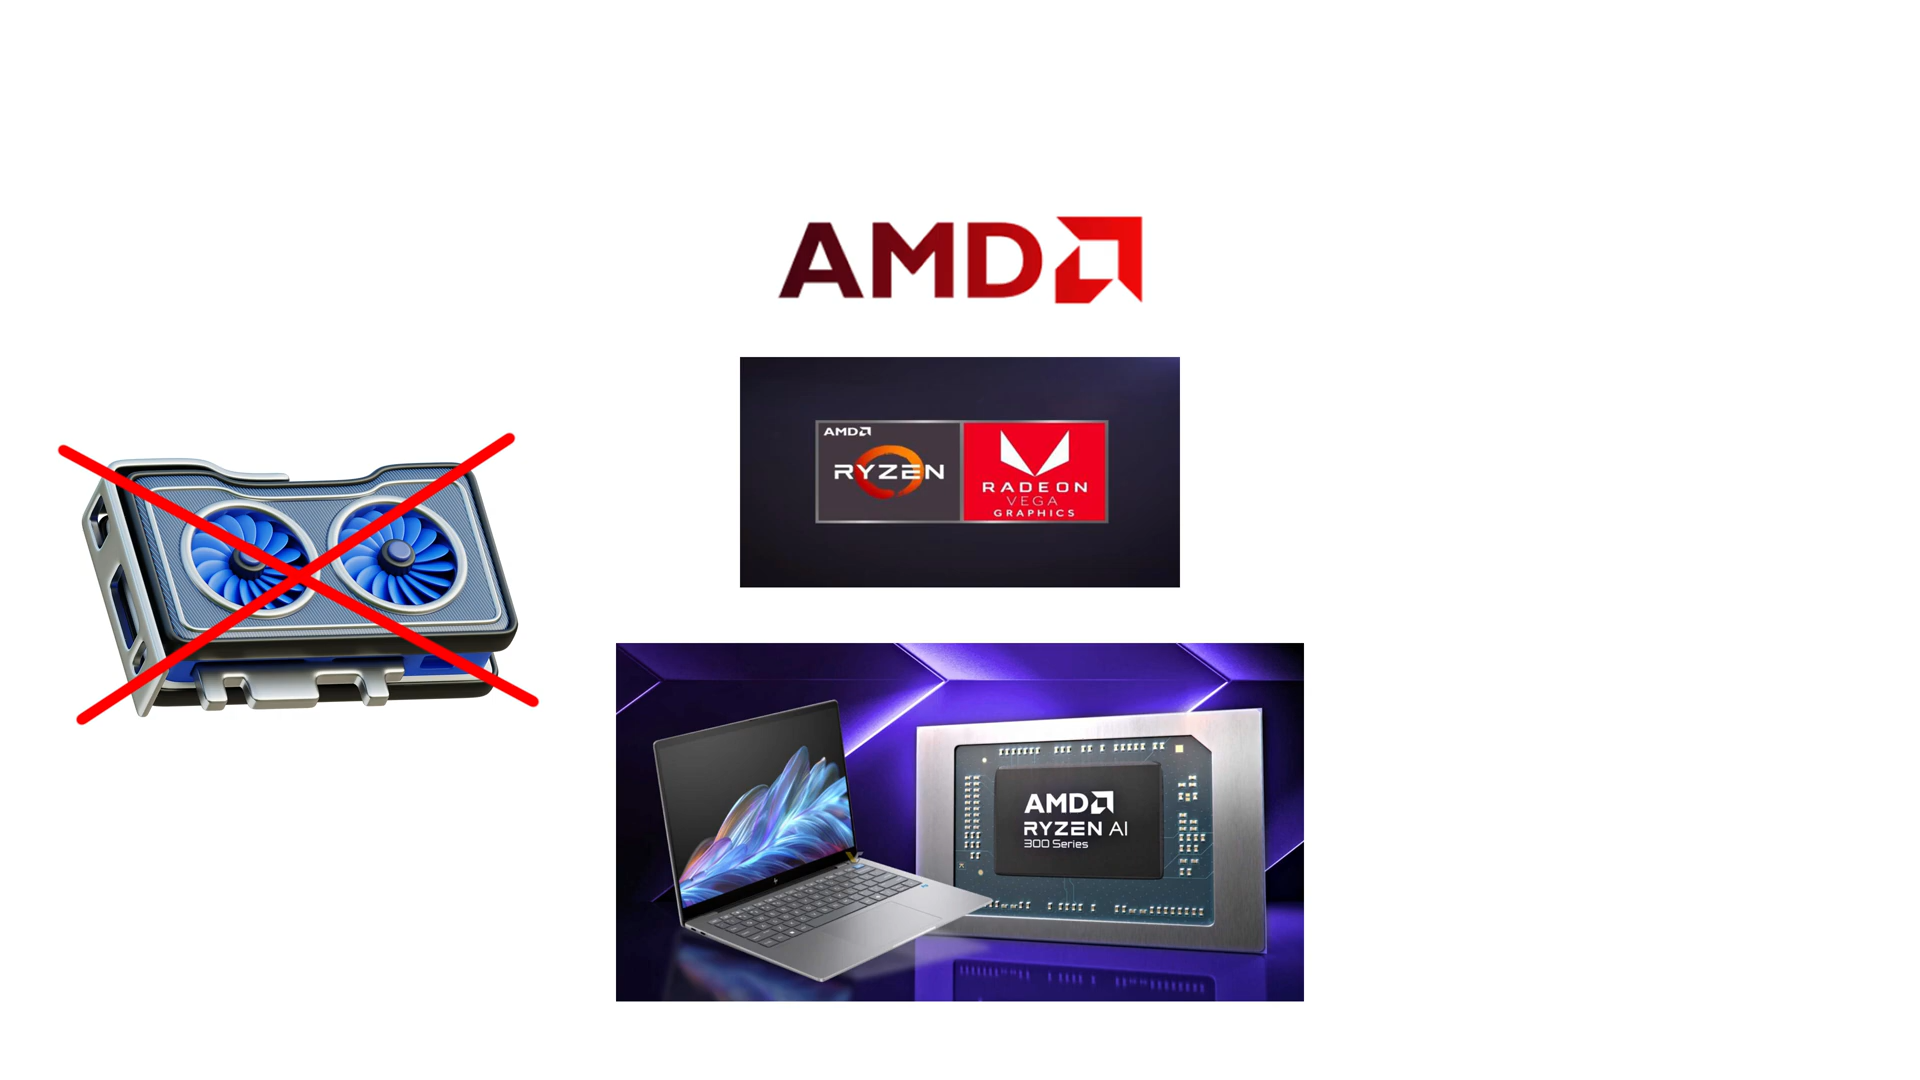 AMD
AMD
RYZEN
RADEON
VEGA
GRAPHICS
AMD
RYZEN AI
300 Series